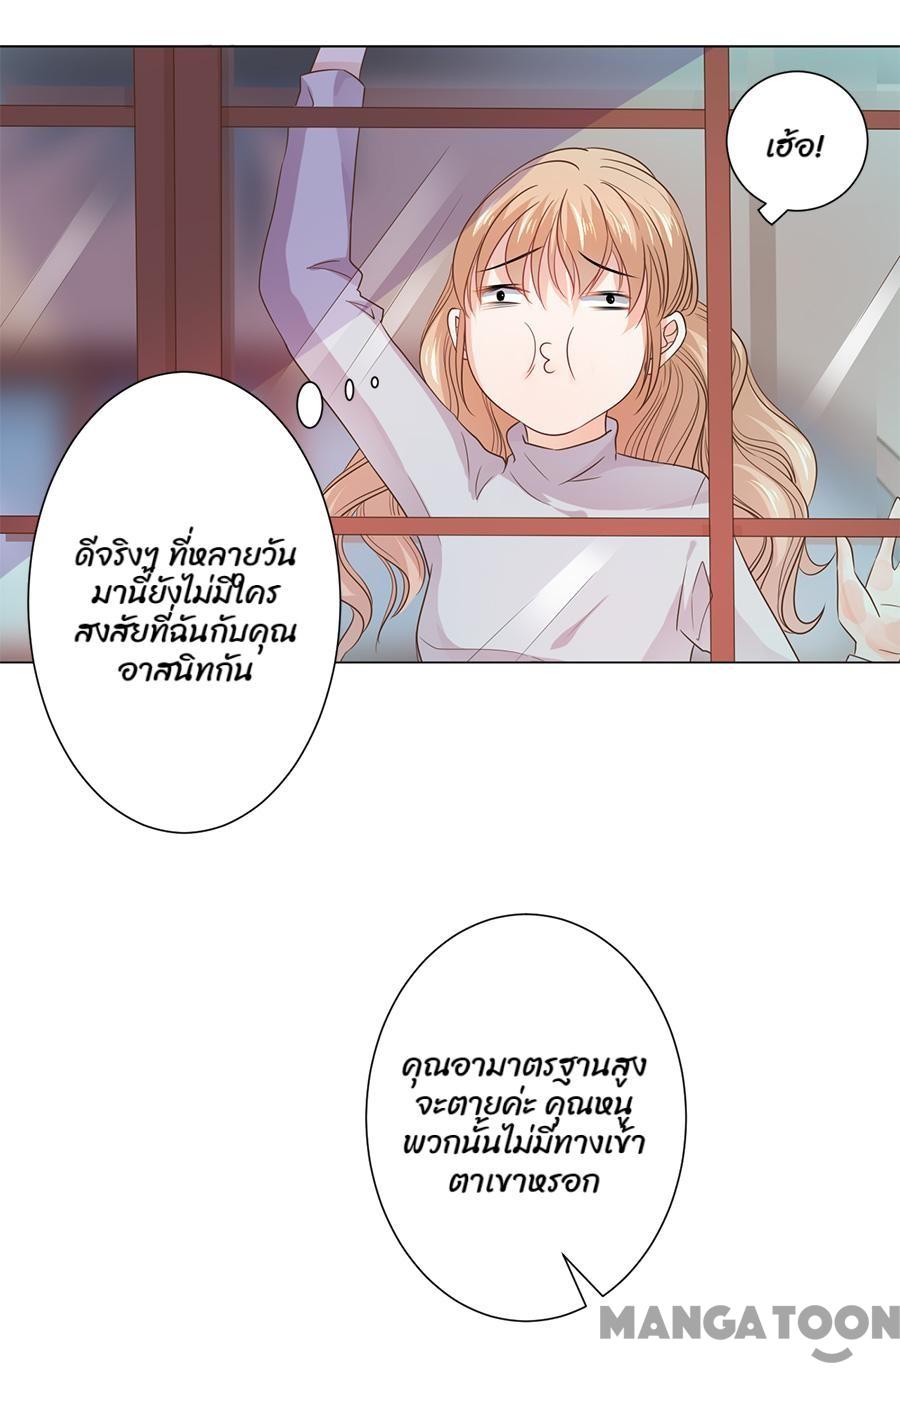 เฮ้อ!
ดีจริงๆ ที่หลายวัน
มานี้ยังไม่มีใคร
สงสัยที่ฉันกับคุณ
อาสนิทกัน
คุณอามาตรฐานสูง
จะตายค่ะ คุณหนู
พวกนั้นไม่มีทางเข้า
ตาเขาหรอก
MANGATOON